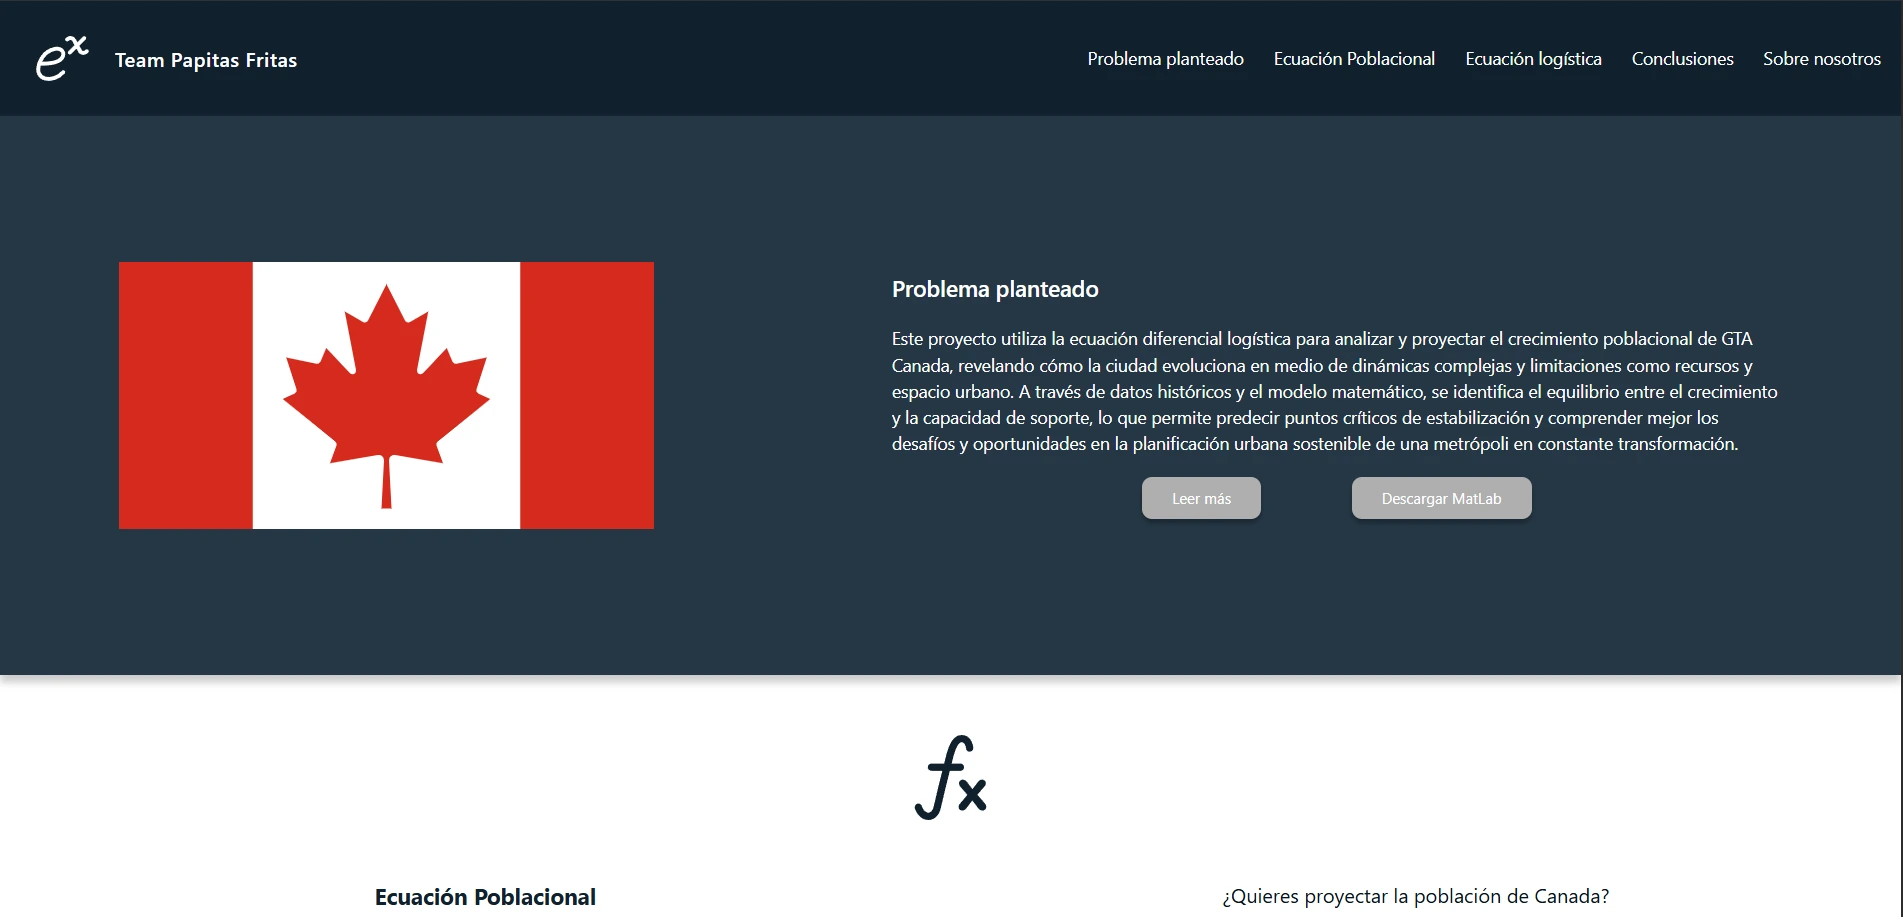 e^x
Team Papitas Fritas
Problema planteado
Ecuación Poblacional
Ecuación logística
Conclusiones
Sobre nosotros
Problema planteado
Este proyecto utiliza la ecuación diferencial logística para analizar y proyectar el crecimiento poblacional de GTA
Canada, revelando cómo la ciudad evoluciona en medio de dinámicas complejas y limitaciones como recursos y
espacio urbano. A través de datos históricos y el modelo matemático, se identifica el equilibrio entre el crecimiento
y la capacidad de soporte, lo que permite predecir puntos críticos de estabilización y comprender mejor los
desafíos y oportunidades en la planificación urbana sostenible de una metrópoli en constante transformación.
Leer más
Descargar MatLab
fx
Ecuación Poblacional
¿Quieres proyectar la población de Canada?